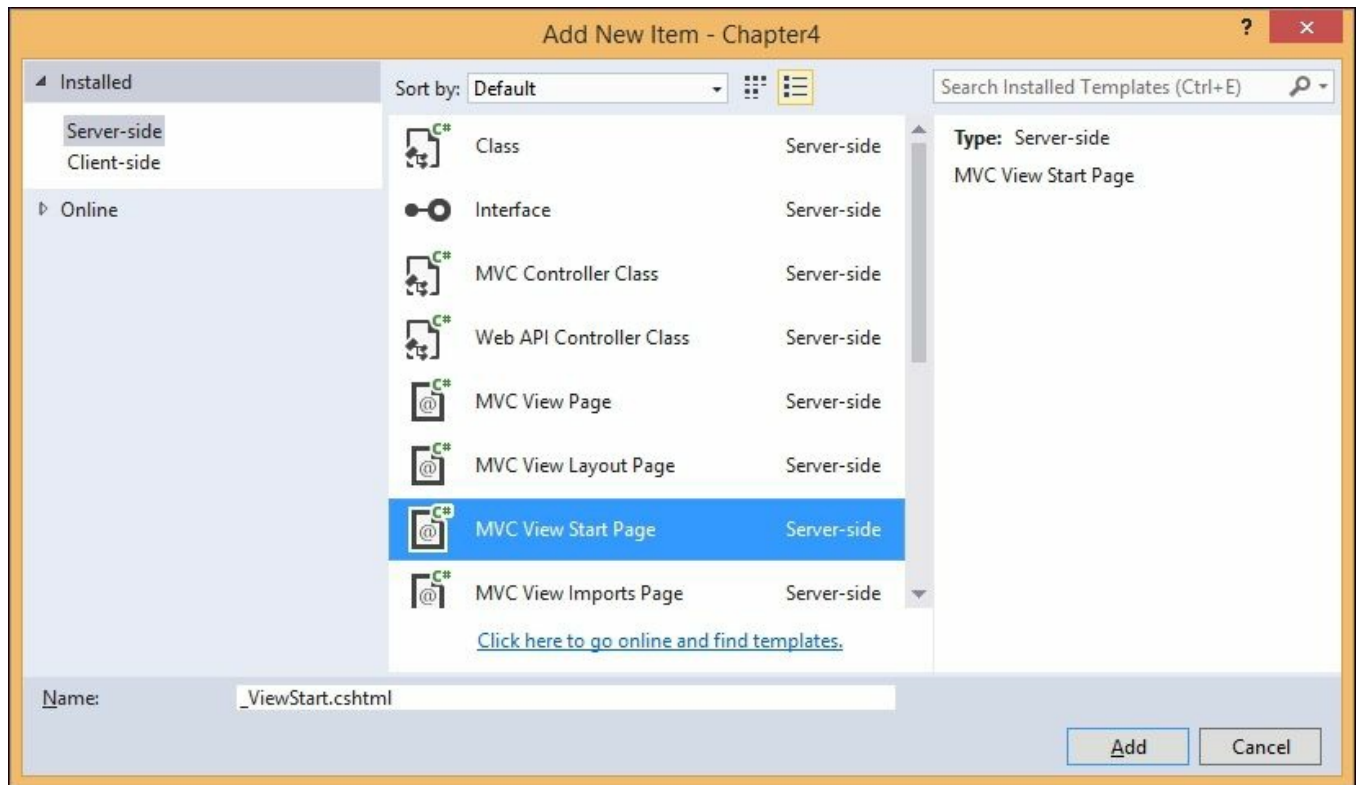 Add New Item - Chapter4
?
Installed
Server-side
Client-side
Online
Sort by: Default
Search Installed Templates (Ctrl+E)
C# Class Server-side
Interface Server-side
C# MVC Controller Class Server-side
C# Web API Controller Class Server-side
C# @ MVC View Page Server-side
C# @ MVC View Layout Page Server-side
C# @ MVC View Start Page Server-side
C# @ MVC View Imports Page Server-side
Click here to go online and find templates.
Type: Server-side
MVC View Start Page
Name: _ViewStart.cshtml
Add
Cancel